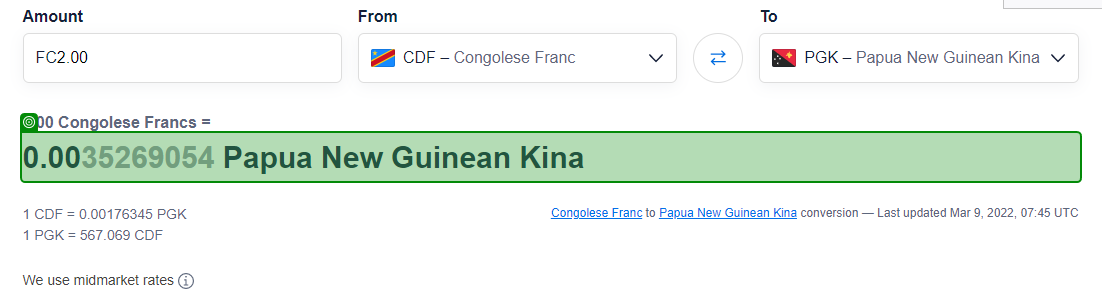 Amount
From
To
FC2.00
CDF – Congolese Franc
PGK – Papua New Guinean Kina
00 Congolese Francs =
0.0035269054 Papua New Guinean Kina
1 CDF = 0.00176345 PGK
Congolese Franc to Papua New Guinean Kina conversion — Last updated Mar 9, 2022, 07:45 UTC
1 PGK = 567.069 CDF
We use midmarket rates